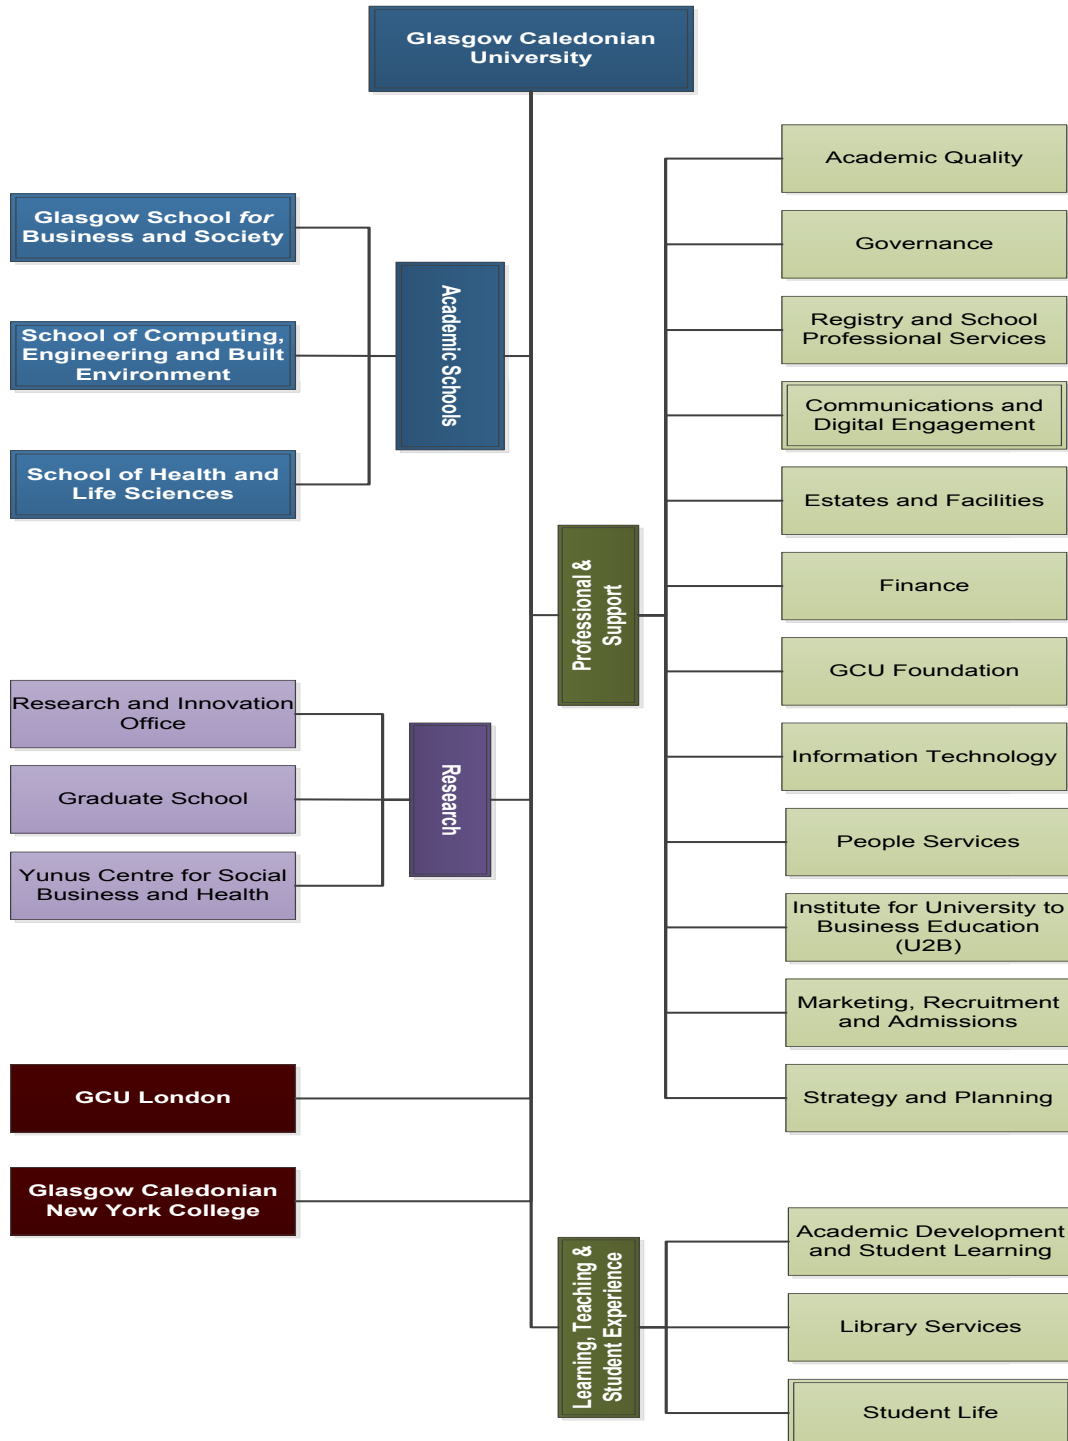 Glasgow Caledonian
University
Glasgow School for
Business and Society
School of Computing,
Engineering and Built
Environment
School of Health and
Life Sciences
Academic Schools
Research and Innovation
Office
Graduate School
Yunus Centre for Social
Business and Health
Research
GCU London
Glasgow Caledonian
New York College
Professional &
Support
Academic Quality
Governance
Registry and School
Professional Services
Communications and
Digital Engagement
Estates and Facilities
Finance
GCU Foundation
Information Technology
People Services
Institute for University to
Business Education
(U2B)
Marketing, Recruitment
and Admissions
Strategy and Planning
Learning, Teaching &
Student Experience
Academic Development
and Student Learning
Library Services
Student Life